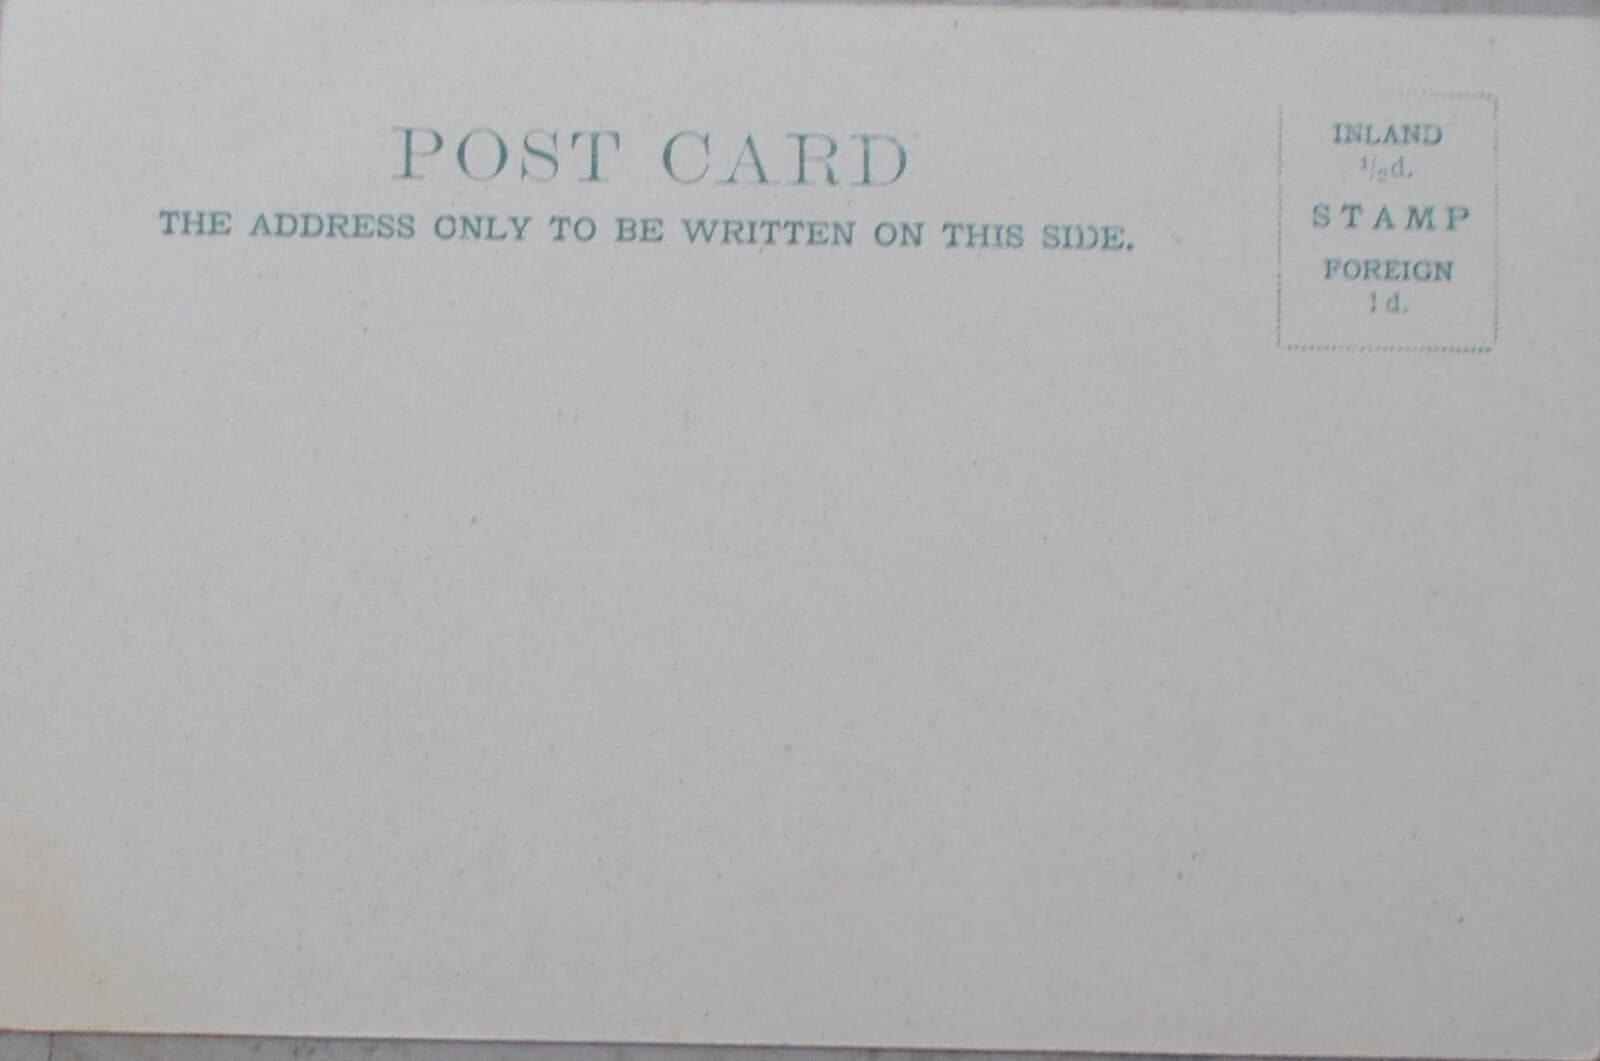 POST CARD
THE ADDRESS ONLY TO BE WRITTEN ON THIS SIDE.
INLAND
1/2d.
STAMP
FOREIGN
1d.